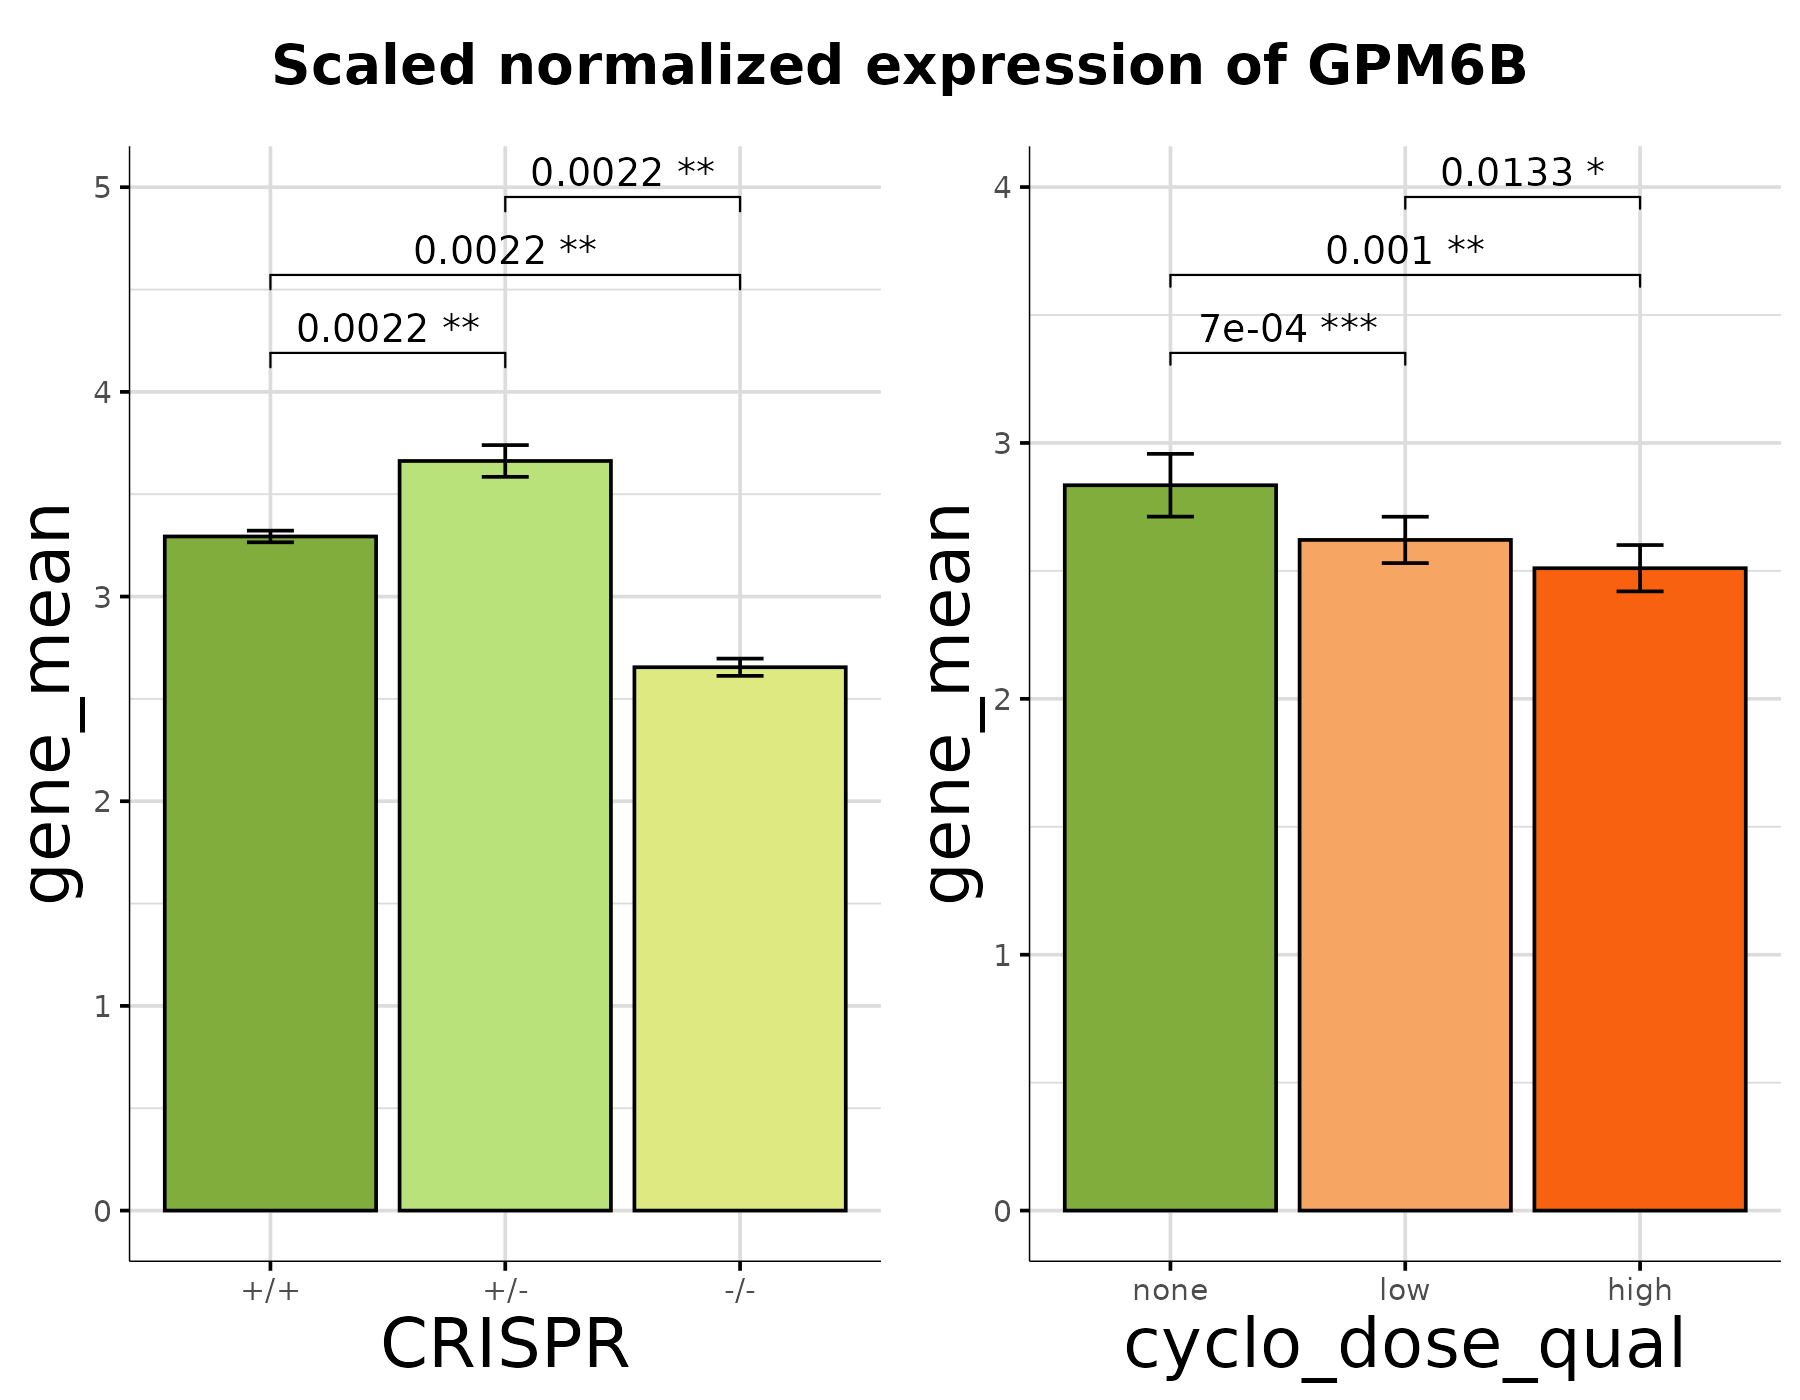 Scaled normalized expression of GPM6B
gene_mean
5
4
3
2
1
0
0.0022 **
0.0022 **
0.0022 **
+/+
+/-
-/-
CRISPR
gene_mean
4
3
2
1
0
0.0133 *
0.001 **
7e-04 ***
none
low
high
cyclo_dose_qual